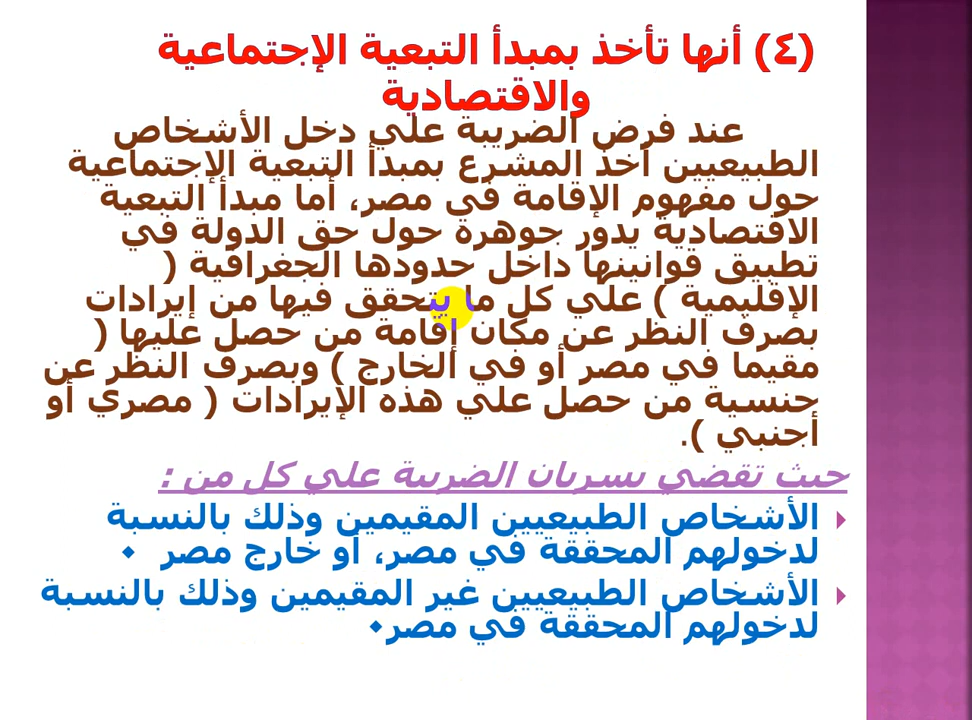 (٤) أنها تأخذ بمبدأ التبعية الإجتماعية
والاقتصادية
عند فرض الضريبة علي دخل الأشخاص
الطبيعيين أخذ المشرع بمبدأ التبعية الإجتماعية
حول مفهوم الإقامة في مصر، أما مبدأ التبعية
الاقتصادية يدور جوهرة حول حق الدولة في
تطبيق قوانينها داخل حدودها الجغرافية (
الإقليمية ) علي كل ما يتحقق فيها من إيرادات
بصرف النظر عن مكان إقامة من حصل عليها (
مقيما في مصر أو في الخارج ) وبصرف النظر عن
جنسية من حصل علي هذه الإيرادات ( مصري أو
أجنبي ).
حيث تقضي بسريان الضريبة علي كل من :
الأشخاص الطبيعيين المقيمين وذلك بالنسبة
لدخولهم المحققة في مصر، أو خارج مصر
الأشخاص الطبيعيين غير المقيمين وذلك بالنسبة
لدخولهم المحققة في مصر